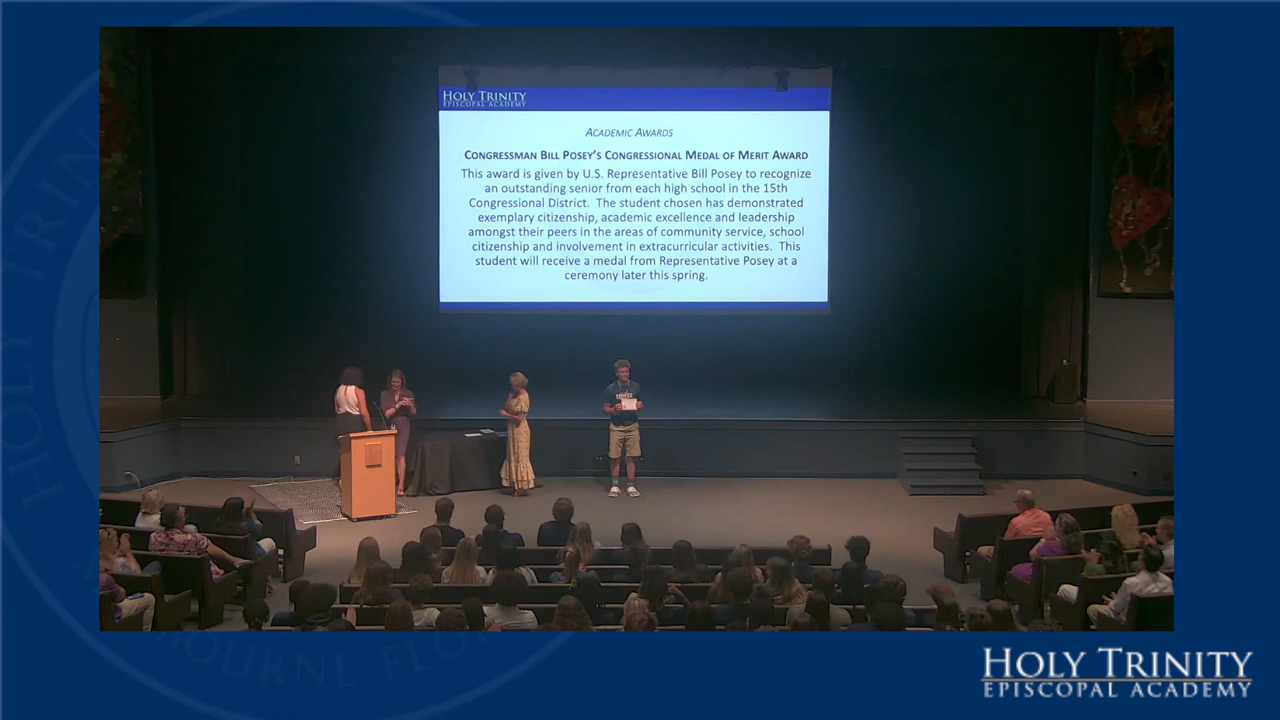 HOLY TRINITY
EPISCOPAL ACADEMY
ACADEMIC AWARDS
CONGRESSMAN BILL POSEY'S CONGRESSIONAL MEDAL OF MERIT AWARD
This award is given by U.S. Representative Bill Posey to recognize
an outstanding senior from each high school in the 15th
Congressional District. The student chosen has demonstrated
exemplary citizenship, academic excellence and leadership
amongst their peers in the areas of community service, school
citizenship and involvement in extracurricular activities. This
student will receive a medal from Representative Posey at a
ceremony later this spring.
HOLY TRINITY
EPISCOPAL ACADEMY